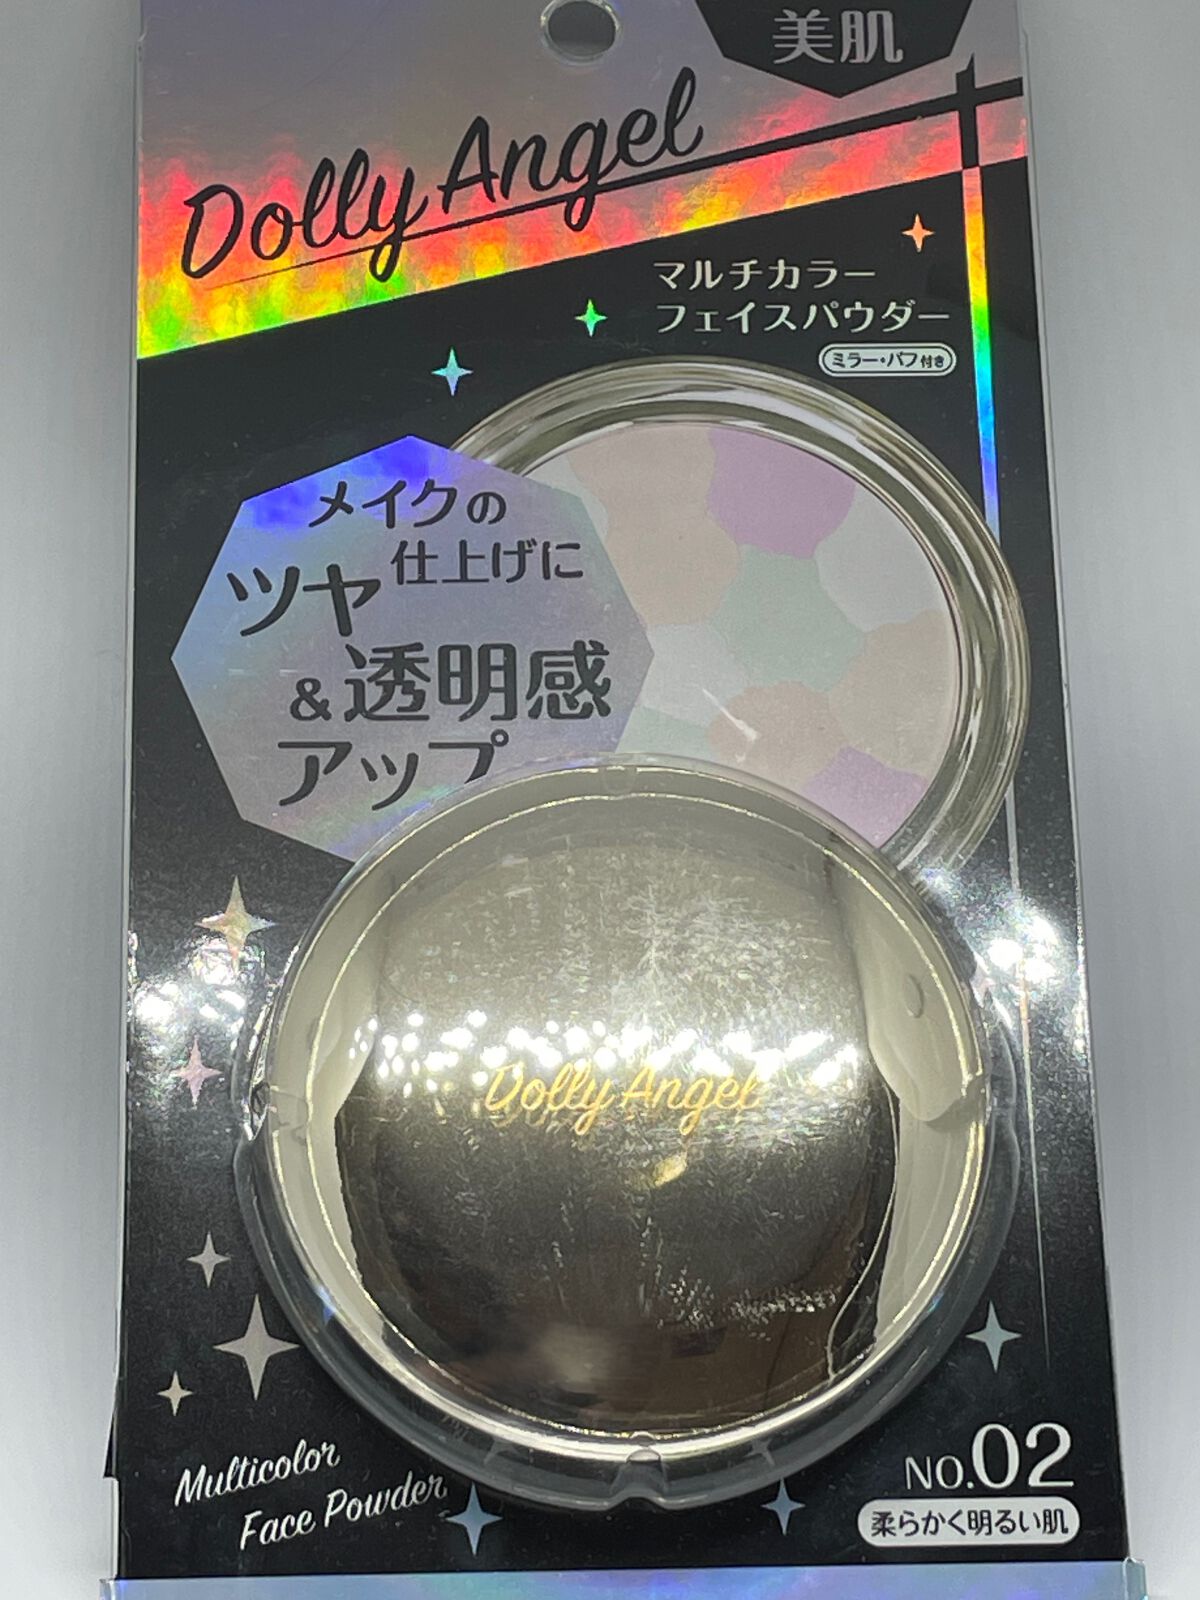 美肌
Dolly Angel
マルチカラー
フェイスパウダー
ミラー・パフ付き
メイクの
仕上げに
ツヤ
&透明感
アップ
Dolly Angel
Multicolor
Face Powder
NO.02
柔らかく明るい肌